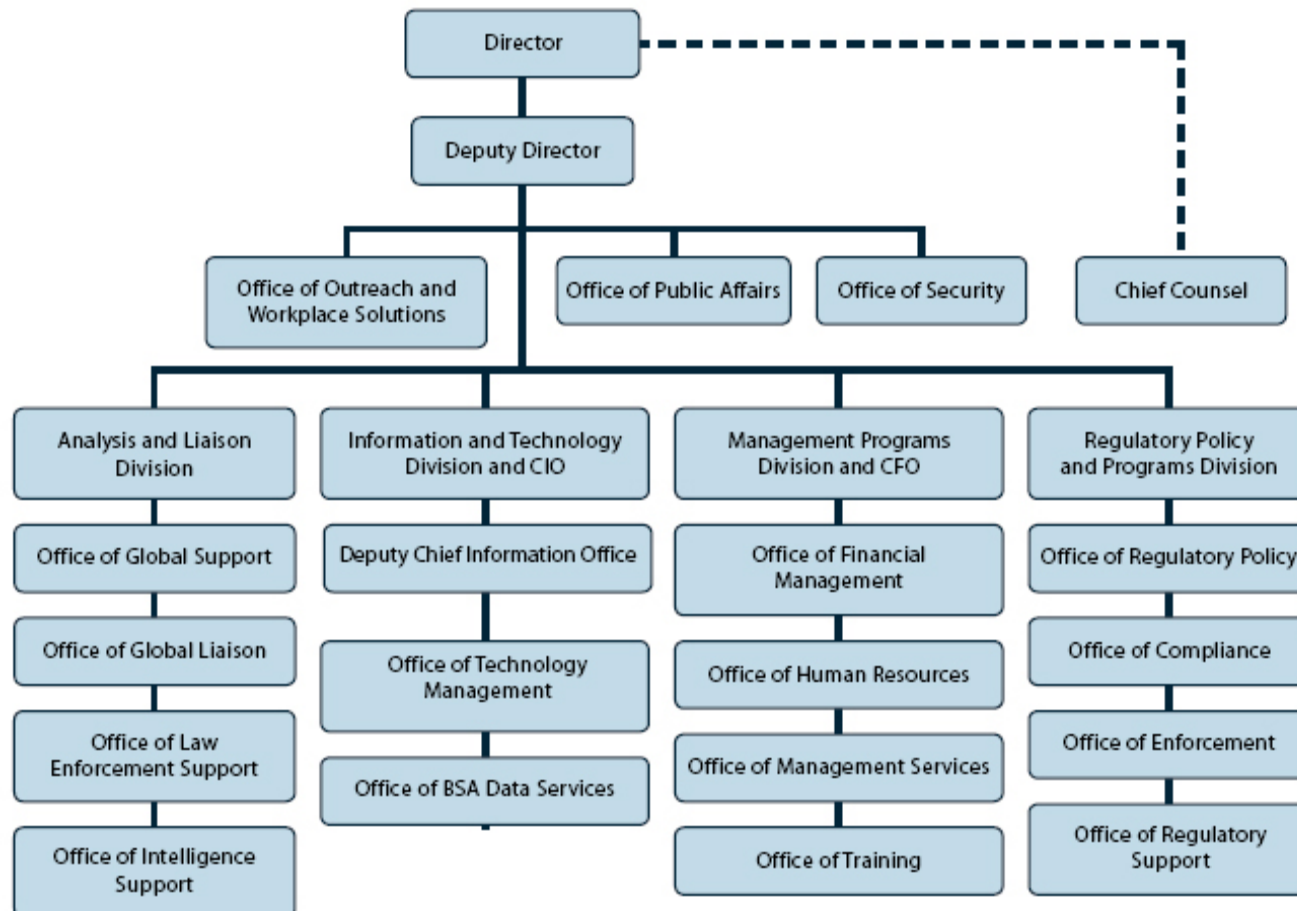 Director
Deputy Director
Office of Outreach and
Workplace Solutions
Office of Public Affairs
Office of Security
Chief Counsel
Analysis and Liaison
Division
Information and Technology
Division and CIO
Management Programs
Division and CFO
Regulatory Policy
and Programs Division
Office of Global Support
Deputy Chief Information Office
Office of Financial
Management
Office of Regulatory Policy
Office of Global Liaison
Office of Technology
Management
Office of Human Resources
Office of Compliance
Office of Law
Enforcement Support
Office of BSA Data Services
Office of Management Services
Office of Enforcement
Office of Intelligence
Support
Office of Training
Office of Regulatory
Support